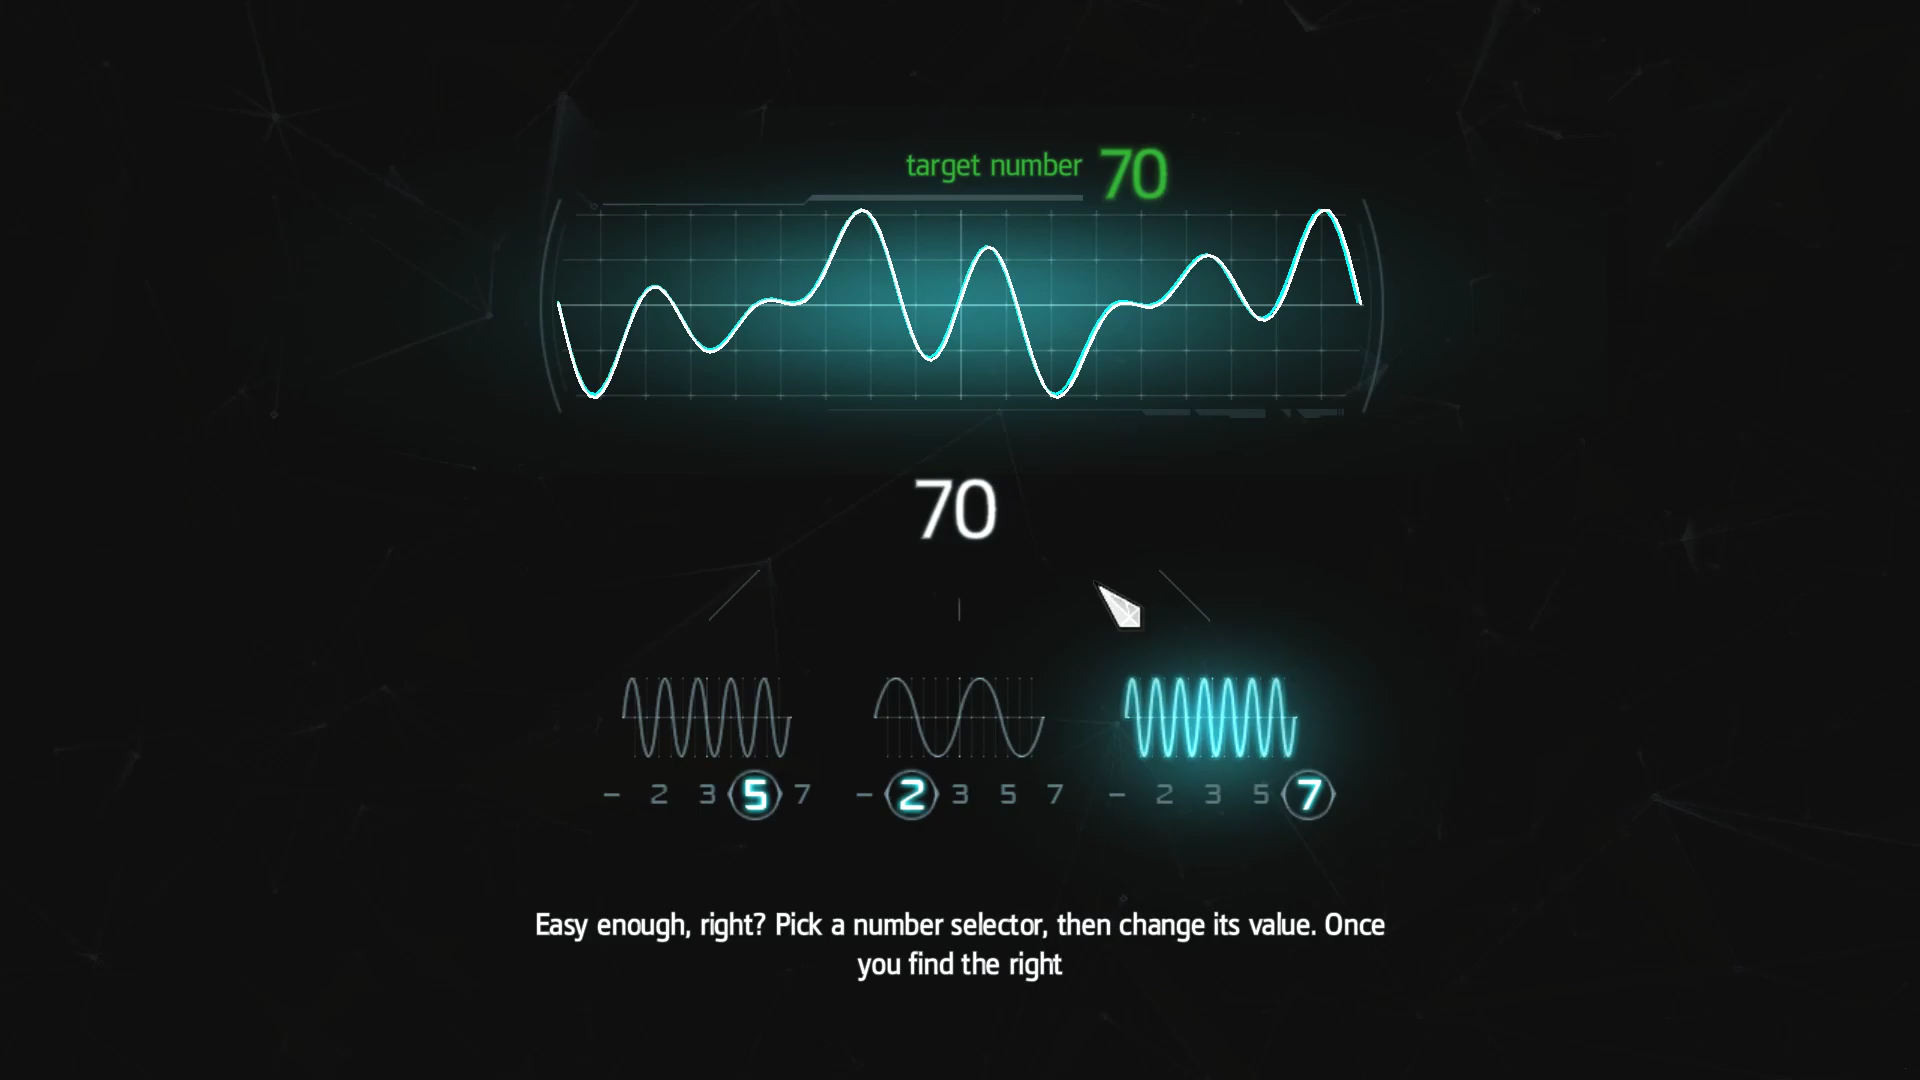 target number 70
70
– 2 3 5 7 – 2 3 5 7 – 2 3 5 7
Easy enough, right? Pick a number selector, then change its value. Once
you find the right